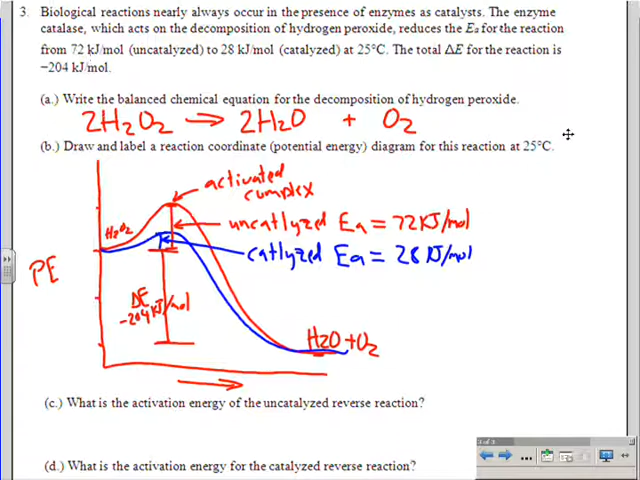 3. Biological reactions nearly always occur in the presence of enzymes as catalysts. The enzyme
catalase, which acts on the decomposition of hydrogen peroxide, reduces the Ea for the reaction
from 72 kJ/mol (uncatalyzed) to 28 kJ/mol (catalyzed) at 25°C. The total ΔE for the reaction is
−204 kJ/mol.
(a.) Write the balanced chemical equation for the decomposition of hydrogen peroxide.
2H2O2 → 2H2O + O2
(b.) Draw and label a reaction coordinate (potential energy) diagram for this reaction at 25°C.
activated
complex
H2O2
uncatlyzed Ea = 72KJ/mol
catlyzed Ea = 28 KJ/mol
PE
ΔE
-204KJ/mol
H2O+O2
(c.) What is the activation energy of the uncatalyzed reverse reaction?
(d.) What is the activation energy for the catalyzed reverse reaction?